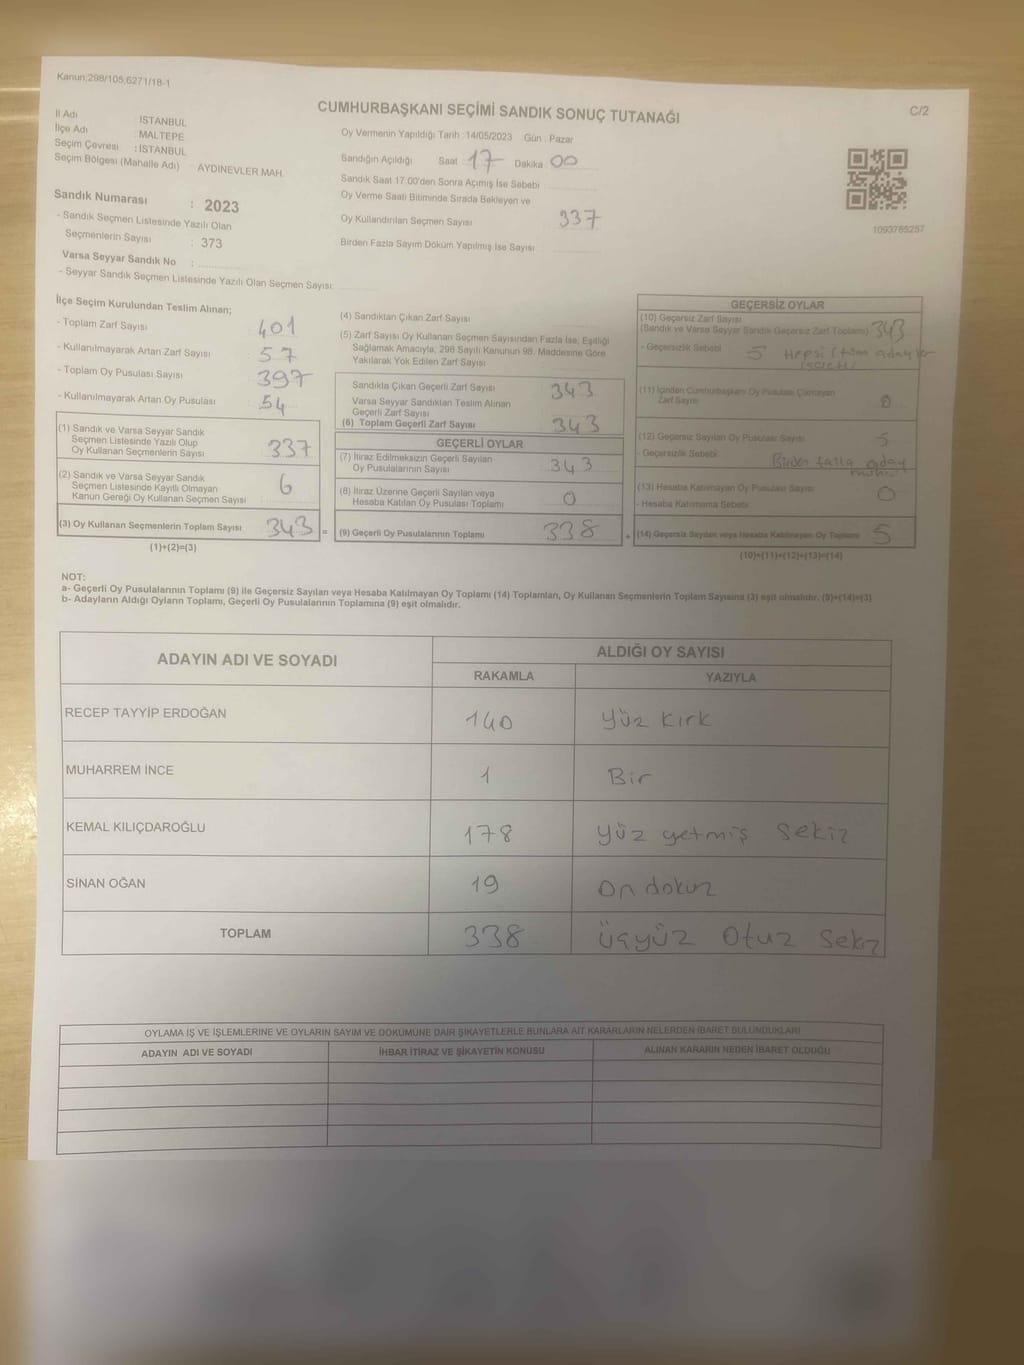 Kanun;298/105,6271/18-1
C/2
CUMHURBAŞKANI SEÇİMİ SANDIK SONUÇ TUTANAĞI
İl Adı : İSTANBUL
İlçe Adı : MALTEPE
Seçim Çevresi : İSTANBUL
Seçim Bölgesi (Mahalle Adı) : AYDINEVLER MAH.
Sandık Numarası : 2023
- Sandık Seçmen Listesinde Yazılı Olan
Seçmenlerin Sayısı : 373
Varsa Seyyar Sandık No :
- Seyyar Sandık Seçmen Listesinde Yazılı Olan Seçmen Sayısı:
Oy Vermenin Yapıldığı Tarih :14/05/2023 Gün : Pazar
Sandığın Açıldığı Saat 17 Dakika 00
Sandık Saat 17:00'den Sonra Açımış İse Sebebi
Oy Verme Saati Bitiminde Sırada Bekleyen ve
Oy Kullandırılan Seçmen Sayısı 337
Birden Fazla Sayım Döküm Yapılmış İse Sayısı
1093765257
İlçe Seçim Kurulundan Teslim Alınan;
- Toplam Zarf Sayısı 401
- Kullanılmayarak Artan Zarf Sayısı 57
- Toplam Oy Pusulası Sayısı 397
- Kullanılmayarak Artan Oy Pusulası 54
(1) Sandık ve Varsa Seyyar Sandık
Seçmen Listesinde Yazılı Olup
Oy Kullanan Seçmenlerin Sayısı 337
(2) Sandık ve Varsa Seyyar Sandık
Seçmen Listesinde Kayıtlı Olmayan
Kanun Gereği Oy Kullanan Seçmen Sayısı 6
(3) Oy Kullanan Seçmenlerin Toplam Sayısı 343 =
(1)+(2)=(3)
(4) Sandıktan Çıkan Zarf Sayısı
(5) Zarf Sayısı Oy Kullanan Seçmen Sayısından Fazla İse, Eşitliği
Sağlamak Amacıyla, 298 Sayılı Kanunun 98. Maddesine Göre
Yakılarak Yok Edilen Zarf Sayısı
Sandıkta Çıkan Geçerli Zarf Sayısı 343
Varsa Seyyar Sandıktan Teslim Alınan
Geçerli Zarf Sayısı
(6) Toplam Geçerli Zarf Sayısı 343
GEÇERLİ OYLAR
(7) İtiraz Edilmeksizin Geçerli Sayılan
Oy Pusulalarının Sayısı 343
(8) İtiraz Üzerine Geçerli Sayılan veya
Hesaba Katılan Oy Pusulası Toplamı 0
(9) Geçerli Oy Pusulalarının Toplamı 338 +
GEÇERSİZ OYLAR
(10) Geçersiz Zarf Sayısı
(Sandık ve Varsa Seyyar Sandık Geçersiz Zarf Toplamı) 343
- Geçersizlik Sebebi 5 Hepsi (tüm adaylar
(11) İçinden Cumhurbaşkanı Oy Pusulası Çıkmayan
Zarf Sayısı 0
(12) Geçersiz Sayılan Oy Pusulası Sayısı 5
- Geçersizlik Sebebi Birden fazla aday
(13) Hesaba Katılmayan Oy Pusulası Sayısı 0
- Hesaba Katılmama Sebebi
(14) Geçersiz Sayılan veya Hesaba Katılmayan Oy Toplamı 5
(10)+(11)+(12)+(13)=(14)
NOT:
a- Geçerli Oy Pusulalarının Toplamı (9) ile Geçersiz Sayılan veya Hesaba Katılmayan Oy Toplamı (14) Toplamları, Oy Kullanan Seçmenlerin Toplam Sayısına (3) eşit olmalıdır. (9)+(14)=(3)
b- Adayların Aldığı Oyların Toplamı, Geçerli Oy Pusulalarının Toplamına (9) eşit olmalıdır.
ADAYIN ADI VE SOYADI
ALDIĞI OY SAYISI
RAKAMLA YAZIYLA
RECEP TAYYİP ERDOĞAN 140 Yüz kırk
MUHARREM İNCE 1 Bir
KEMAL KILIÇDAROĞLU 178 Yüz yetmiş sekiz
SİNAN OĞAN 19 On dokuz
TOPLAM 338 üçyüz otuz sekiz
OYLAMA İŞ VE İŞLEMLERINE VE OYLARIN SAYIM VE DÖKÜMÜNE DAİR ŞİKAYETLERLE BUNLARA AİT KARARLARIN NELERDEN İBARET BULUNDUKLARI
ADAYIN ADI VE SOYADI İHBAR İTİRAZ VE ŞİKAYETİN KONUSU ALINAN KARARIN NEDEN İBARET OLDUĞU